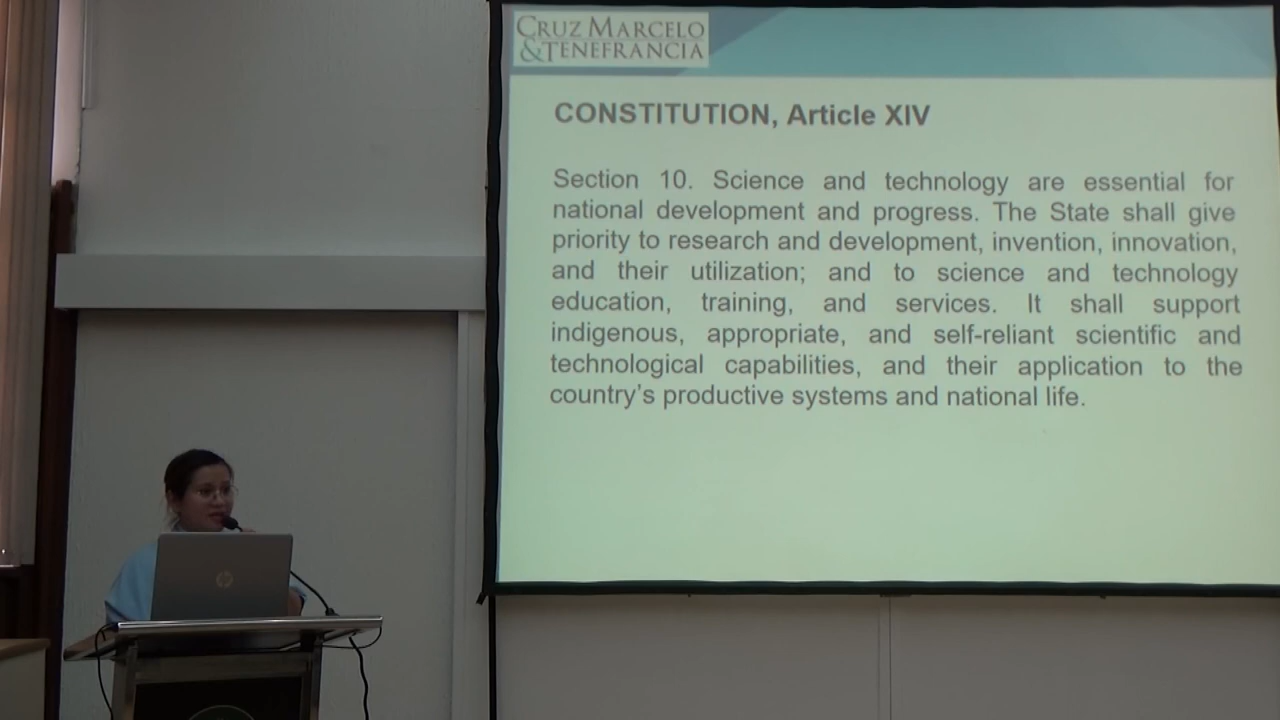 CRUZ MARCELO
&TENEFRANCIA
CONSTITUTION, Article XIV
Section 10. Science and technology are essential for
national development and progress. The State shall give
priority to research and development, invention, innovation,
and their utilization; and to science and technology
education, training, and services. It shall support
indigenous, appropriate, and self-reliant scientific and
technological capabilities, and their application to the
country's productive systems and national life.
hp